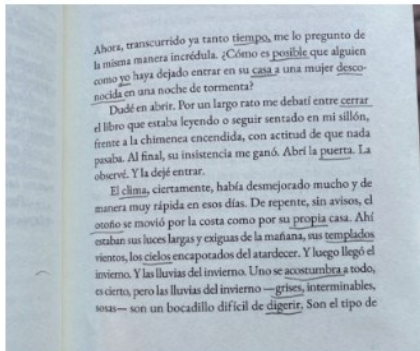 Ahora, transcurrido ya tanto tiempo, me lo pregunto de
la misma manera incrédula. ¿Cómo es posible que alguien
como yo haya dejado entrar en su casa a una mujer desco-
nocida en una noche de tormenta?
Dudé en abrir. Por un largo rato me debatí entre cerrar
el libro que estaba leyendo o seguir sentado en mi sillón,
frente a la chimenea encendida, con actitud de que nada
pasaba. Al final, su insistencia me ganó. Abrí la puerta. La
observé. Y la dejé entrar.
El clima, ciertamente, había desmejorado mucho y de
manera muy rápida en esos días. De repente, sin avisos, el
otoño se movió por la costa como por su propia casa. Ahí
estaban sus luces largas y exiguas de la mañana, sus templados
vientos, los cielos encapotados del atardecer. Y luego llegó el
invierno. Y las lluvias del invierno. Uno se acostumbra a todo,
es cierto, pero las lluvias del invierno —grises, interminables,
sosas— son un bocadillo difícil de digerir. Son el tipo de